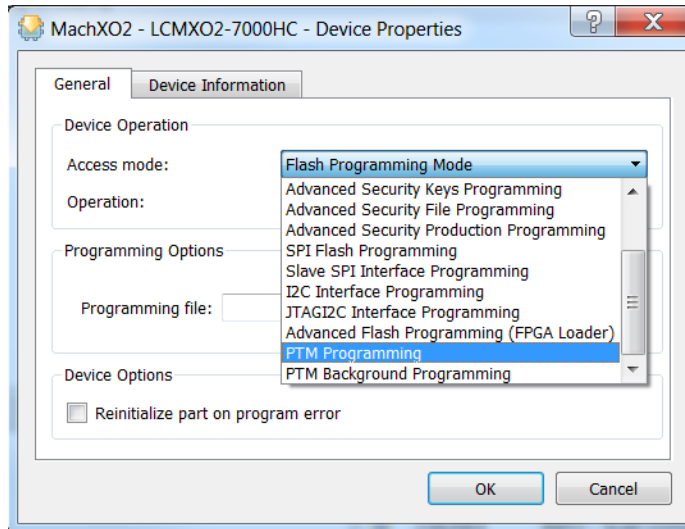 MachXO2 - LCMXO2-7000HC - Device Properties
General Device Information
Device Operation
Access mode: Flash Programming Mode
Operation:
Advanced Security Keys Programming
Advanced Security File Programming
Advanced Security Production Programming
SPI Flash Programming
Slave SPI Interface Programming
I2C Interface Programming
JTAGI2C Interface Programming
Advanced Flash Programming (FPGA Loader)
PTM Programming
PTM Background Programming
Programming Options
Programming file:
Device Options
Reinitialize part on program error
OK Cancel